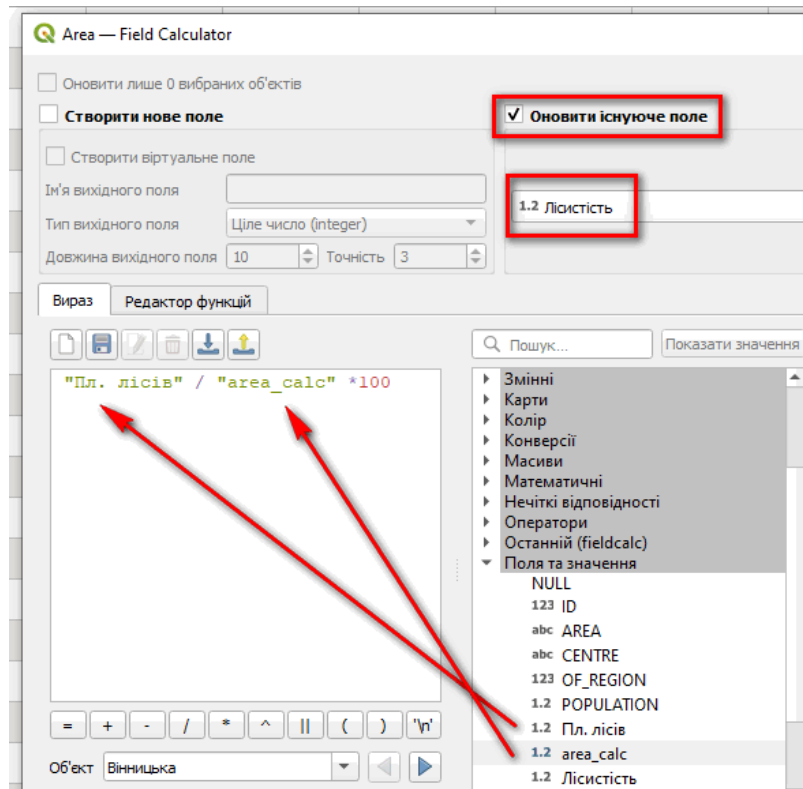 Area — Field Calculator
Оновити лише 0 вибраних об'єктів
Створити нове поле
✓ Оновити існуюче поле
Створити віртуальне поле
Ім'я вихідного поля
1.2 Лісистість
Тип вихідного поля Ціле число (integer)
Довжина вихідного поля 10 Точність 3
Вираз Редактор функцій
Пошук... Показати значення
"Пл. лісів" / "area_calc" *100
Змінні
Карти
Колір
Конверсії
Масиви
Математичні
Нечіткі відповідності
Оператори
Останній (fieldcalc)
Поля та значення
NULL
123 ID
abc AREA
abc CENTRE
123 OF_REGION
1.2 POPULATION
1.2 Пл. лісів
1.2 area_calc
1.2 Лісистість
= + - / * ^ || ( ) '\n'
Об'єкт Вінницька